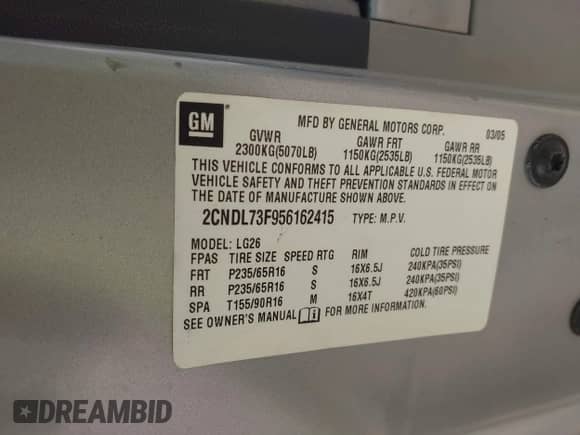 GM
MFD BY GENERAL MOTORS CORP. 03/05
GVWR GAWR FRT GAWR RR
2300KG(5070LB) 1150KG(2535LB) 1150KG(2535LB)
THIS VEHICLE CONFORMS TO ALL APPLICABLE U.S. FEDERAL MOTOR
VEHICLE SAFETY AND THEFT PREVENTION STANDARDS IN EFFECT ON
THE DATE OF MANUFACTURE SHOWN ABOVE.
2CNDL73F956162415 TYPE: M.P.V.
MODEL: LG26
FPAS TIRE SIZE SPEED RTG RIM COLD TIRE PRESSURE
FRT P235/65R16 S 16X6.5J 240KPA(35PSI)
RR P235/65R16 S 16X6.5J 240KPA(35PSI)
SPA T155/90R16 M 16X4T 420KPA(60PSI)
SEE OWNER'S MANUAL FOR MORE INFORMATION.
DREAMBID